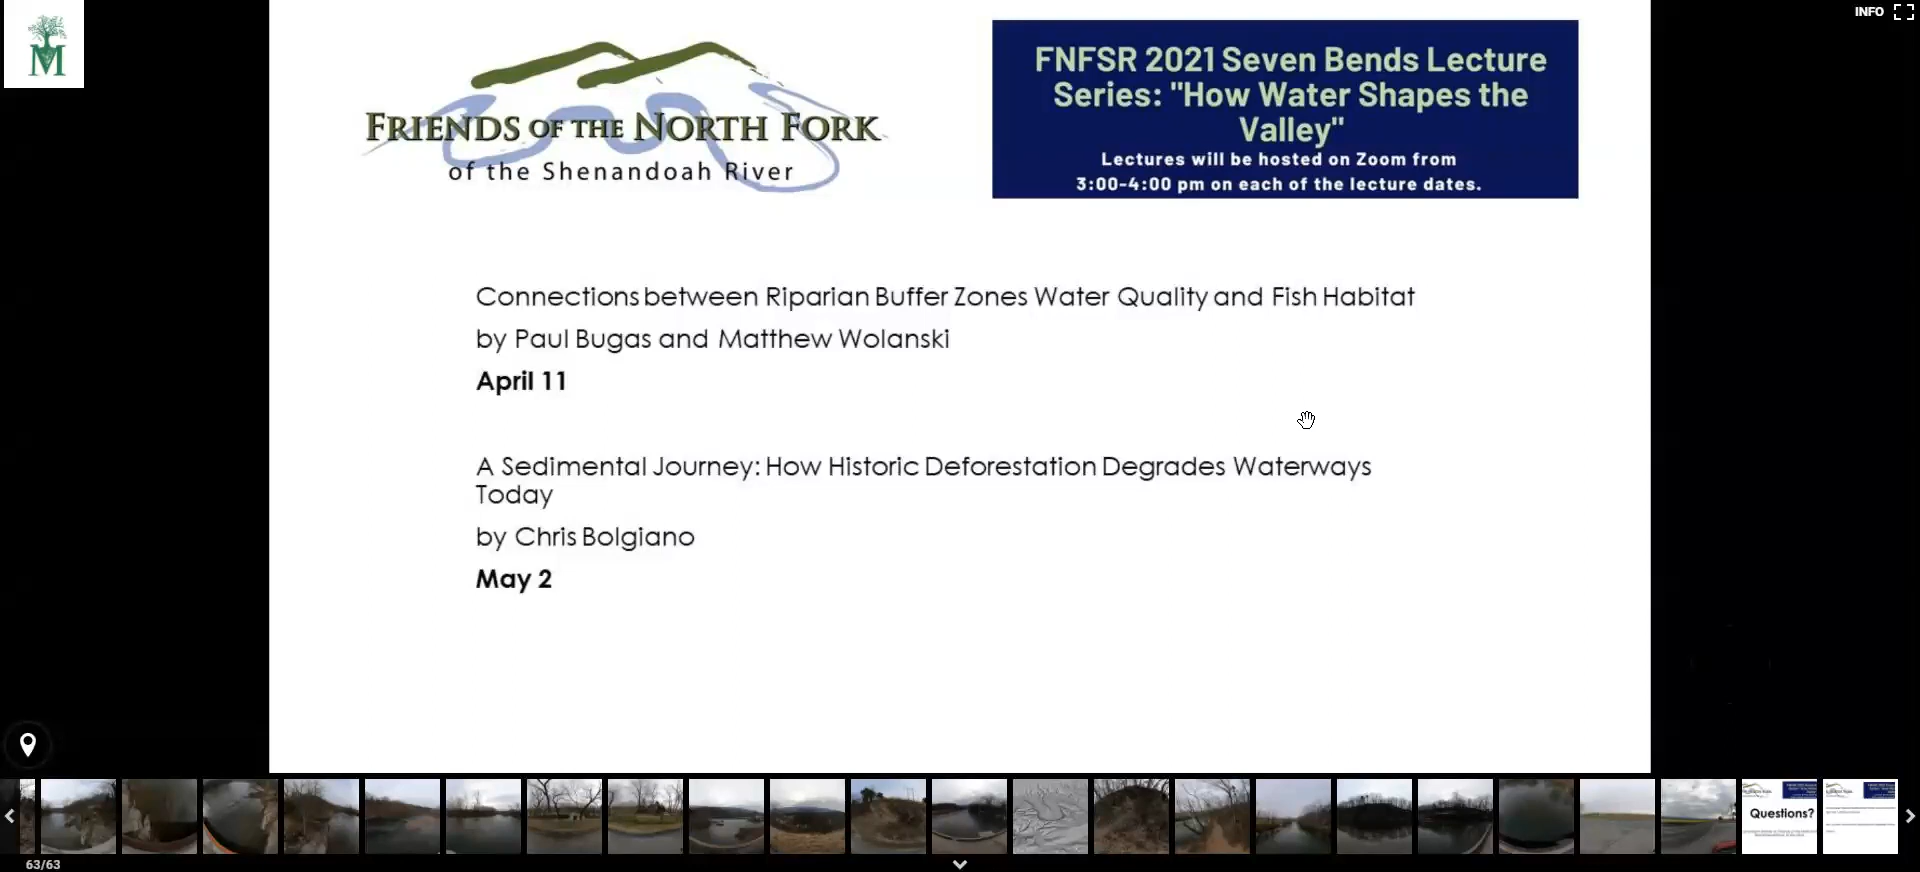 INFO
M
FRIENDS OF THE NORTH FORK
of the Shenandoah River
FNFSR 2021 Seven Bends Lecture
Series: "How Water Shapes the
Valley"
Lectures will be hosted on Zoom from
3:00-4:00 pm on each of the lecture dates.
Connections between Riparian Buffer Zones Water Quality and Fish Habitat
by Paul Bugas and Matthew Wolanski
April 11
A Sedimental Journey: How Historic Deforestation Degrades Waterways
Today
by Chris Bolgiano
May 2
Questions?
63/63